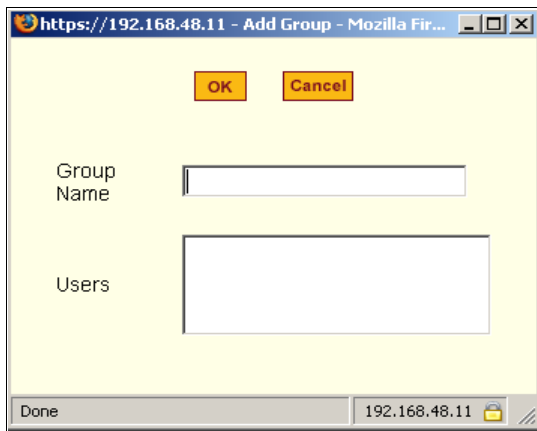 https://192.168.48.11 - Add Group - Mozilla Fir...
OK Cancel
Group
Name
Users
Done 192.168.48.11